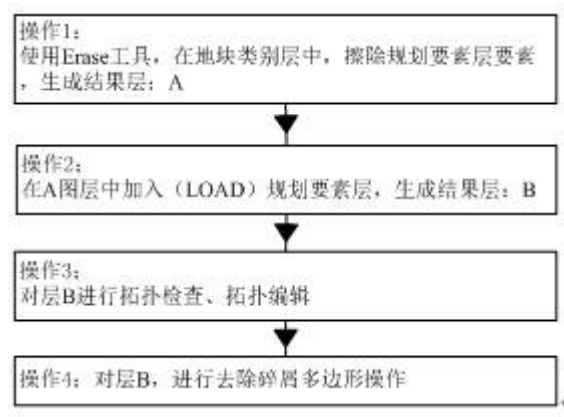 操作1:
使用Erase工具，在地块类别层中，擦除规划要素层要素
，生成结果层：A
操作2:
在A图层中加入（LOAD）规划要素层，生成结果层：B
操作3:
对层B进行拓扑检查、拓扑编辑
操作4：对层B，进行去除碎屑多边形操作